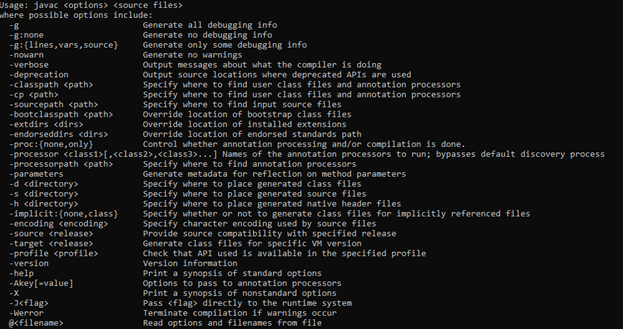 Usage: javac <options> <source files>
where possible options include:
  -g                         Generate all debugging info
  -g:none                    Generate no debugging info
  -g:{lines,vars,source}     Generate only some debugging info
  -nowarn                    Generate no warnings
  -verbose                   Output messages about what the compiler is doing
  -deprecation               Output source locations where deprecated APIs are used
  -classpath <path>          Specify where to find user class files and annotation processors
  -cp <path>                 Specify where to find user class files and annotation processors
  -sourcepath <path>         Specify where to find input source files
  -bootclasspath <path>      Override location of bootstrap class files
  -extdirs <dirs>            Override location of installed extensions
  -endorseddirs <dirs>       Override location of endorsed standards path
  -proc:{none,only}          Control whether annotation processing and/or compilation is done.
  -processor <class1>[,<class2>,<class3>...] Names of the annotation processors to run; bypasses default discovery process
  -processorpath <path>      Specify where to find annotation processors
  -parameters                Generate metadata for reflection on method parameters
  -d <directory>             Specify where to place generated class files
  -s <directory>             Specify where to place generated source files
  -h <directory>             Specify where to place generated native header files
  -implicit:{none,class}     Specify whether or not to generate class files for implicitly referenced files
  -encoding <encoding>       Specify character encoding used by source files
  -source <release>          Provide source compatibility with specified release
  -target <release>          Generate class files for specific VM version
  -profile <profile>         Check that API used is available in the specified profile
  -version                   Version information
  -help                      Print a synopsis of standard options
  -Akey[=value]              Options to pass to annotation processors
  -X                         Print a synopsis of nonstandard options
  -J<flag>                   Pass <flag> directly to the runtime system
  -Werror                    Terminate compilation if warnings occur
  @<filename>                Read options and filenames from file